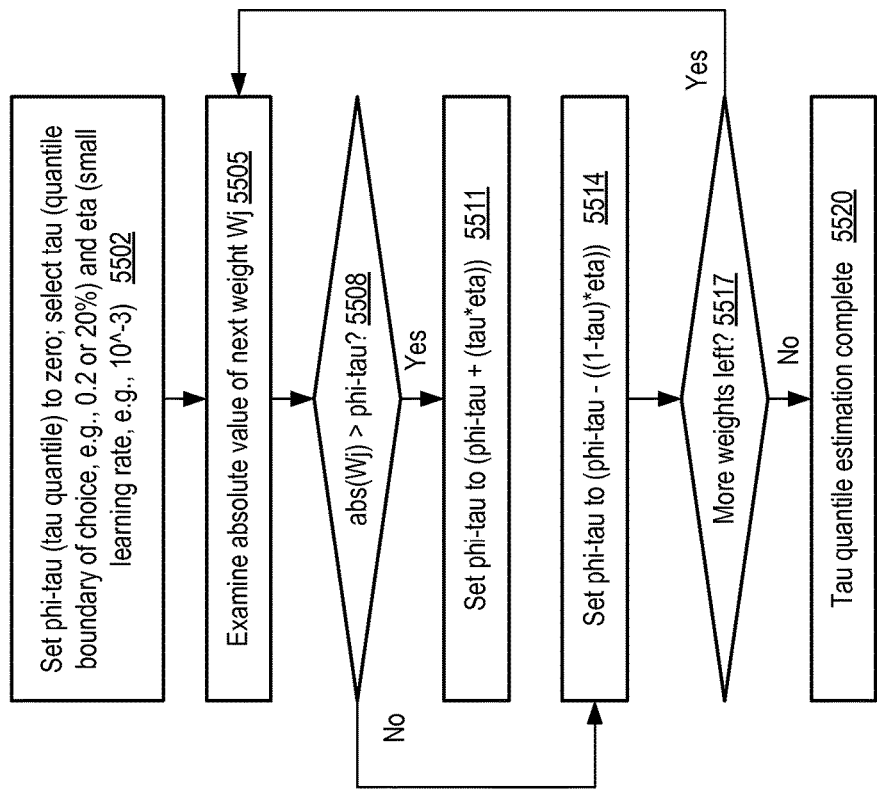 Set phi-tau (tau quantile) to zero; select tau (quantile
boundary of choice, e.g., 0.2 or 20%) and eta (small
learning rate, e.g., 10^-3) 5502
Examine absolute value of next weight Wj 5505
abs(Wj) > phi-tau? 5508
Yes
No
Set phi-tau to (phi-tau + (tau*eta)) 5511
Set phi-tau to (phi-tau - ((1-tau)*eta)) 5514
More weights left? 5517
Yes
No
Tau quantile estimation complete 5520